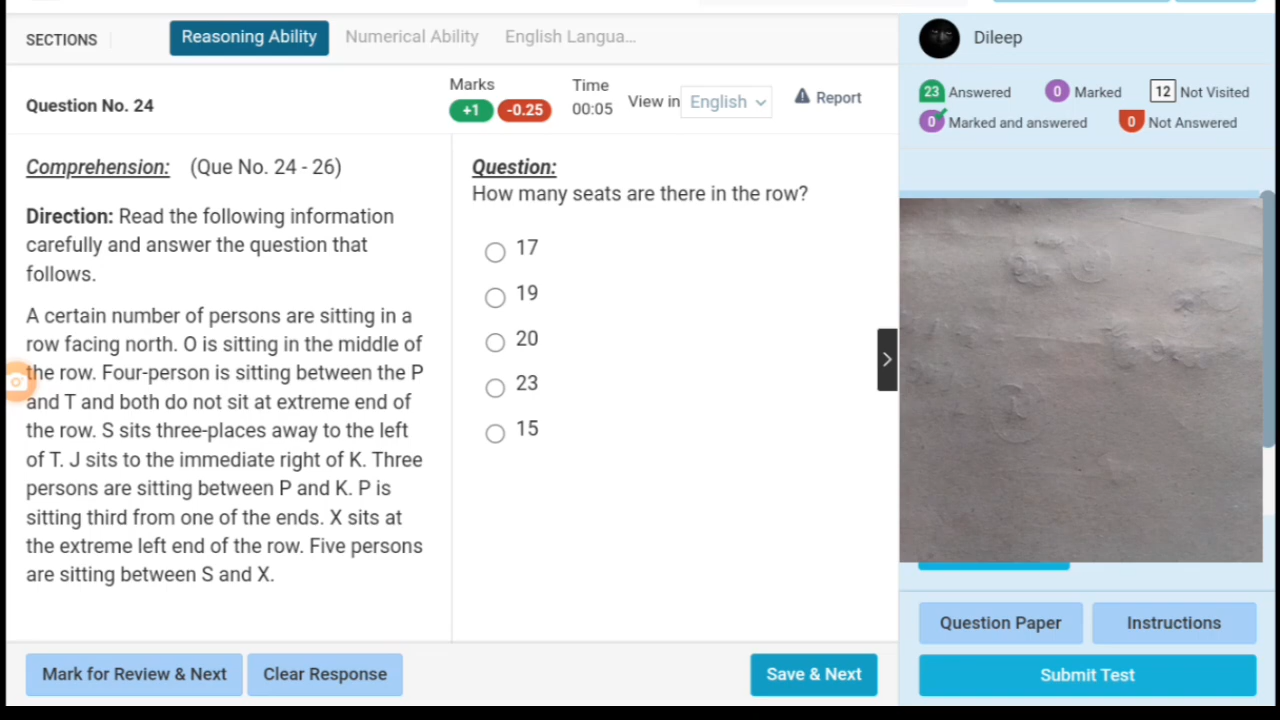 SECTIONS
Reasoning Ability
Numerical Ability
English Langua...
Question No. 24
Marks
+1
-0.25
Time
00:05
View in
English
Report
Dileep
23 Answered
0 Marked
12 Not Visited
0 Marked and answered
0 Not Answered
Comprehension: (Que No. 24 - 26)
Direction: Read the following information
carefully and answer the question that
follows.
A certain number of persons are sitting in a
row facing north. O is sitting in the middle of
the row. Four-person is sitting between the P
and T and both do not sit at extreme end of
the row. S sits three-places away to the left
of T. J sits to the immediate right of K. Three
persons are sitting between P and K. P is
sitting third from one of the ends. X sits at
the extreme left end of the row. Five persons
are sitting between S and X.
Question:
How many seats are there in the row?
17
19
20
23
15
Mark for Review & Next
Clear Response
Save & Next
Question Paper
Instructions
Submit Test